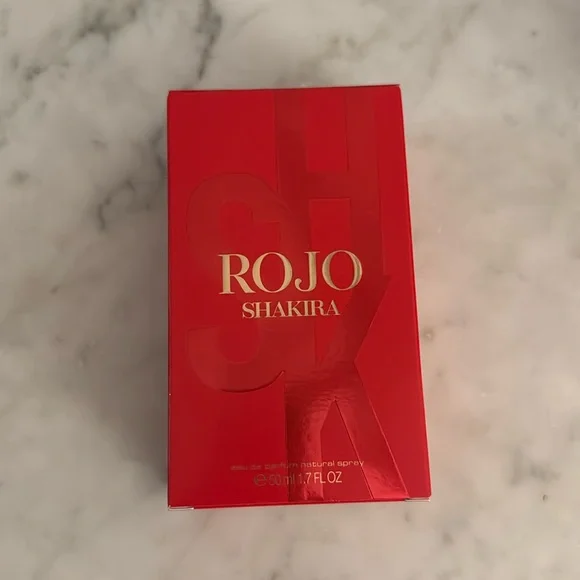 ROJO
SHAKIRA
eau de parfum natural spray
℮ 50 ml 1.7 FL OZ